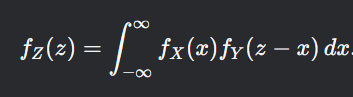 f_Z(z) = ∫_{-∞}^{∞} f_X(x) f_Y(z − x) dx.